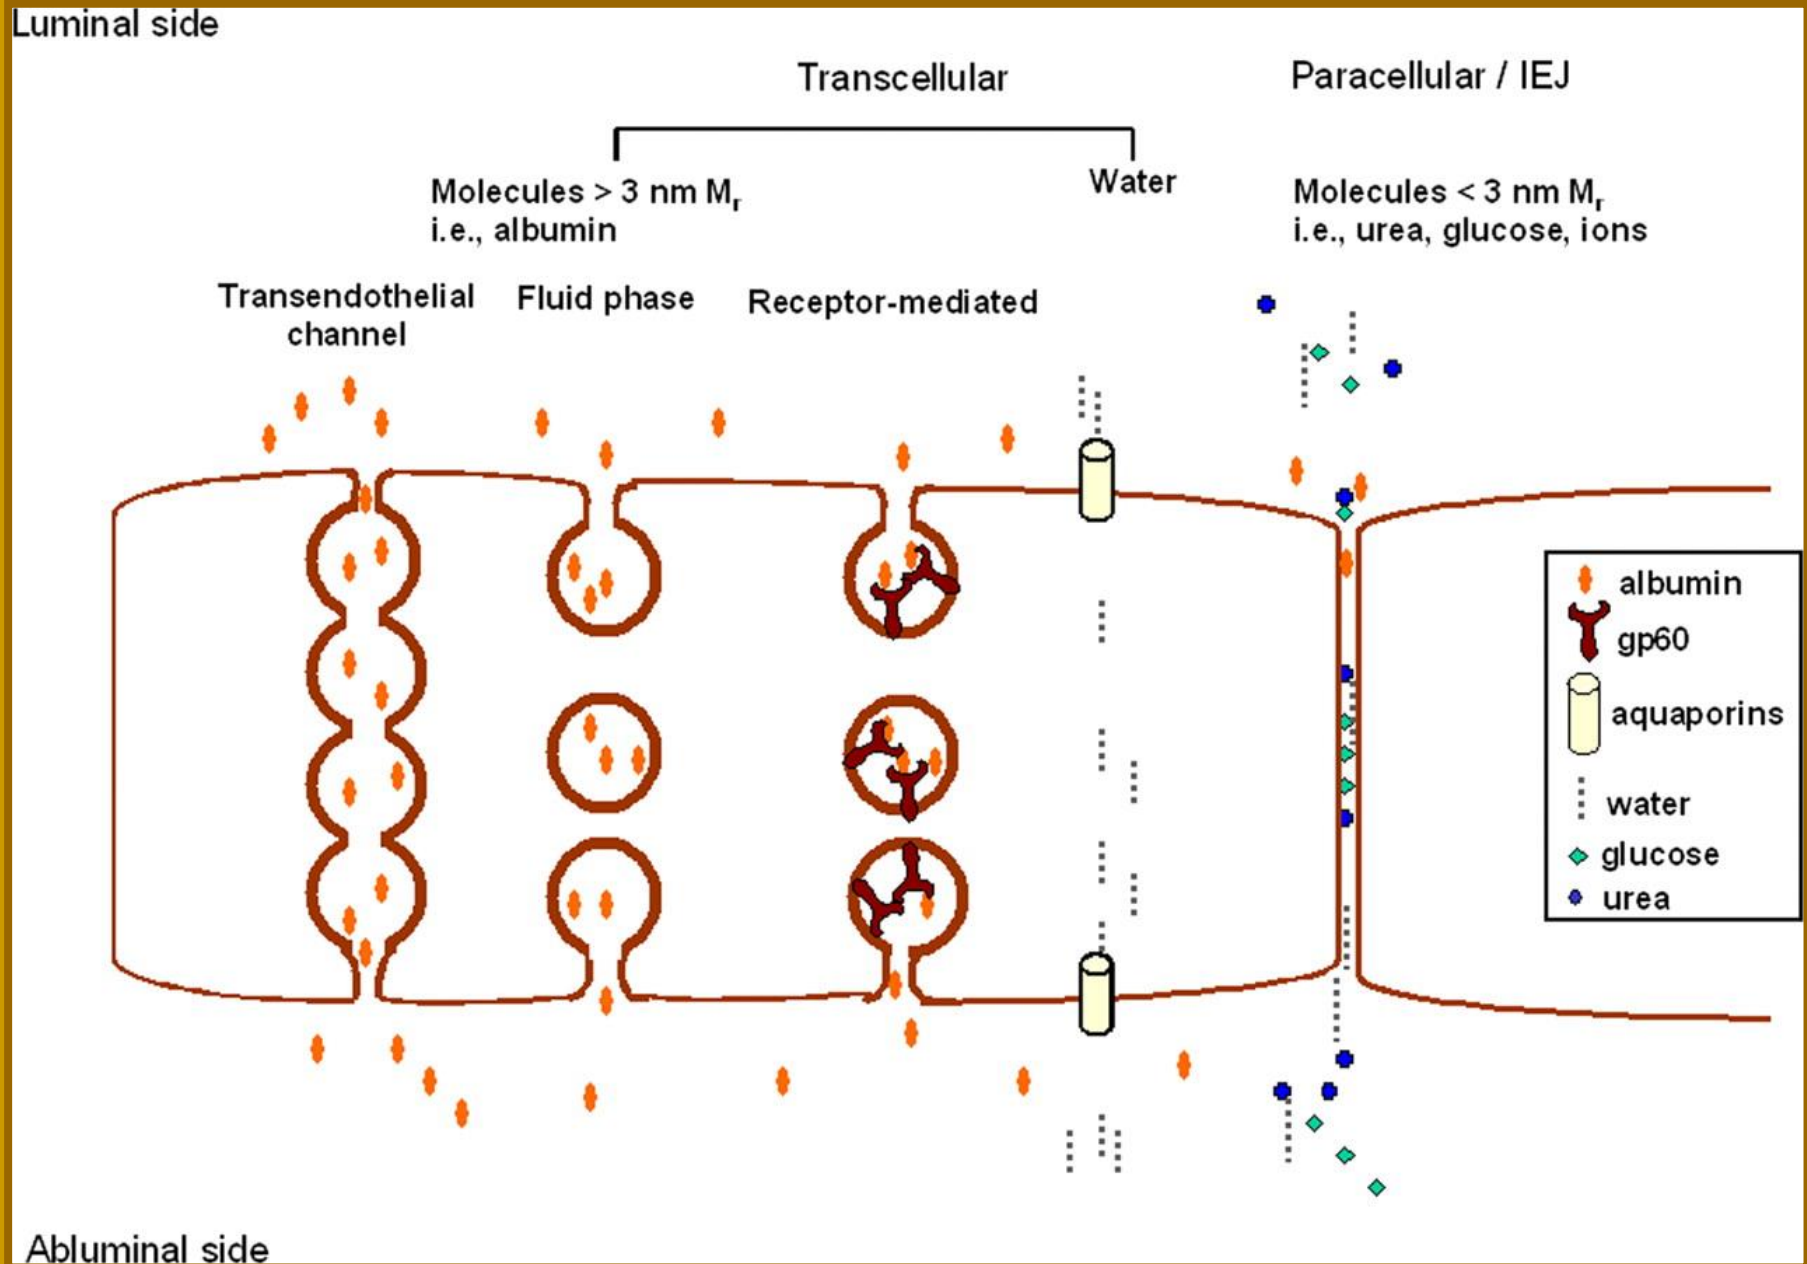 Luminal side
Transcellular
Paracellular / IEJ
Molecules > 3 nm Mr
i.e., albumin
Water
Molecules < 3 nm Mr
i.e., urea, glucose, ions
Transendothelial
channel
Fluid phase
Receptor-mediated
albumin
gp60
aquaporins
water
glucose
urea
Abluminal side